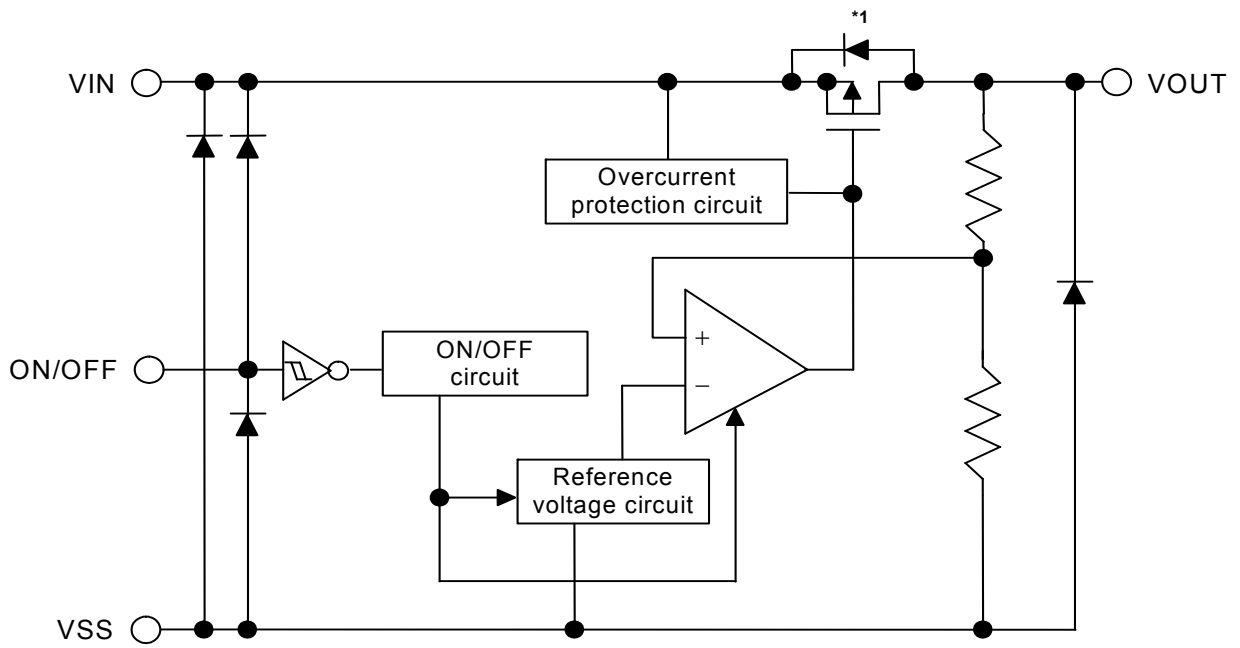 *1
VIN
VOUT
Overcurrent
protection circuit
+
−
ON/OFF
ON/OFF
circuit
Reference
voltage circuit
VSS